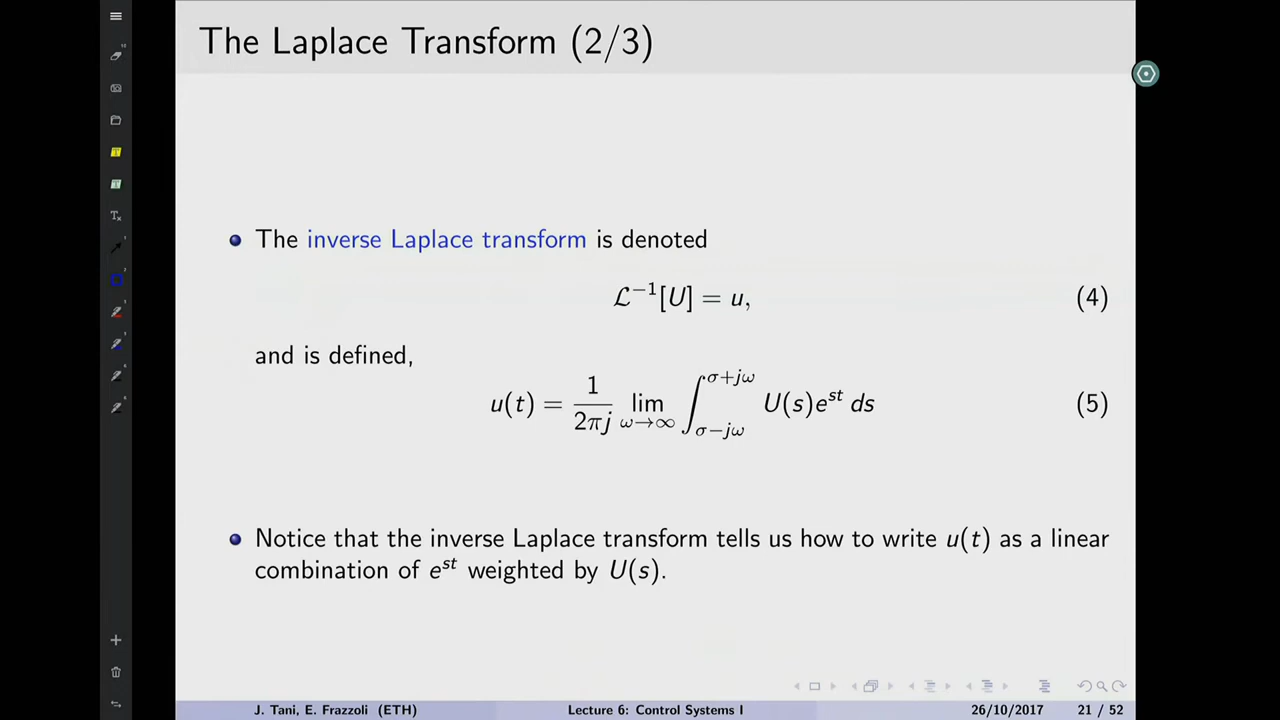 The Laplace Transform (2/3)
The inverse Laplace transform is denoted
ℒ⁻¹[U] = u, (4)
and is defined,
u(t) = \frac{1}{2πj} \lim_{ω→∞} \int_{σ−jω}^{σ+jω} U(s)e^{st} ds (5)
Notice that the inverse Laplace transform tells us how to write u(t) as a linear
combination of e^{st} weighted by U(s).
J. Tani, E. Frazzoli (ETH) Lecture 6: Control Systems I 26/10/2017 21 / 52